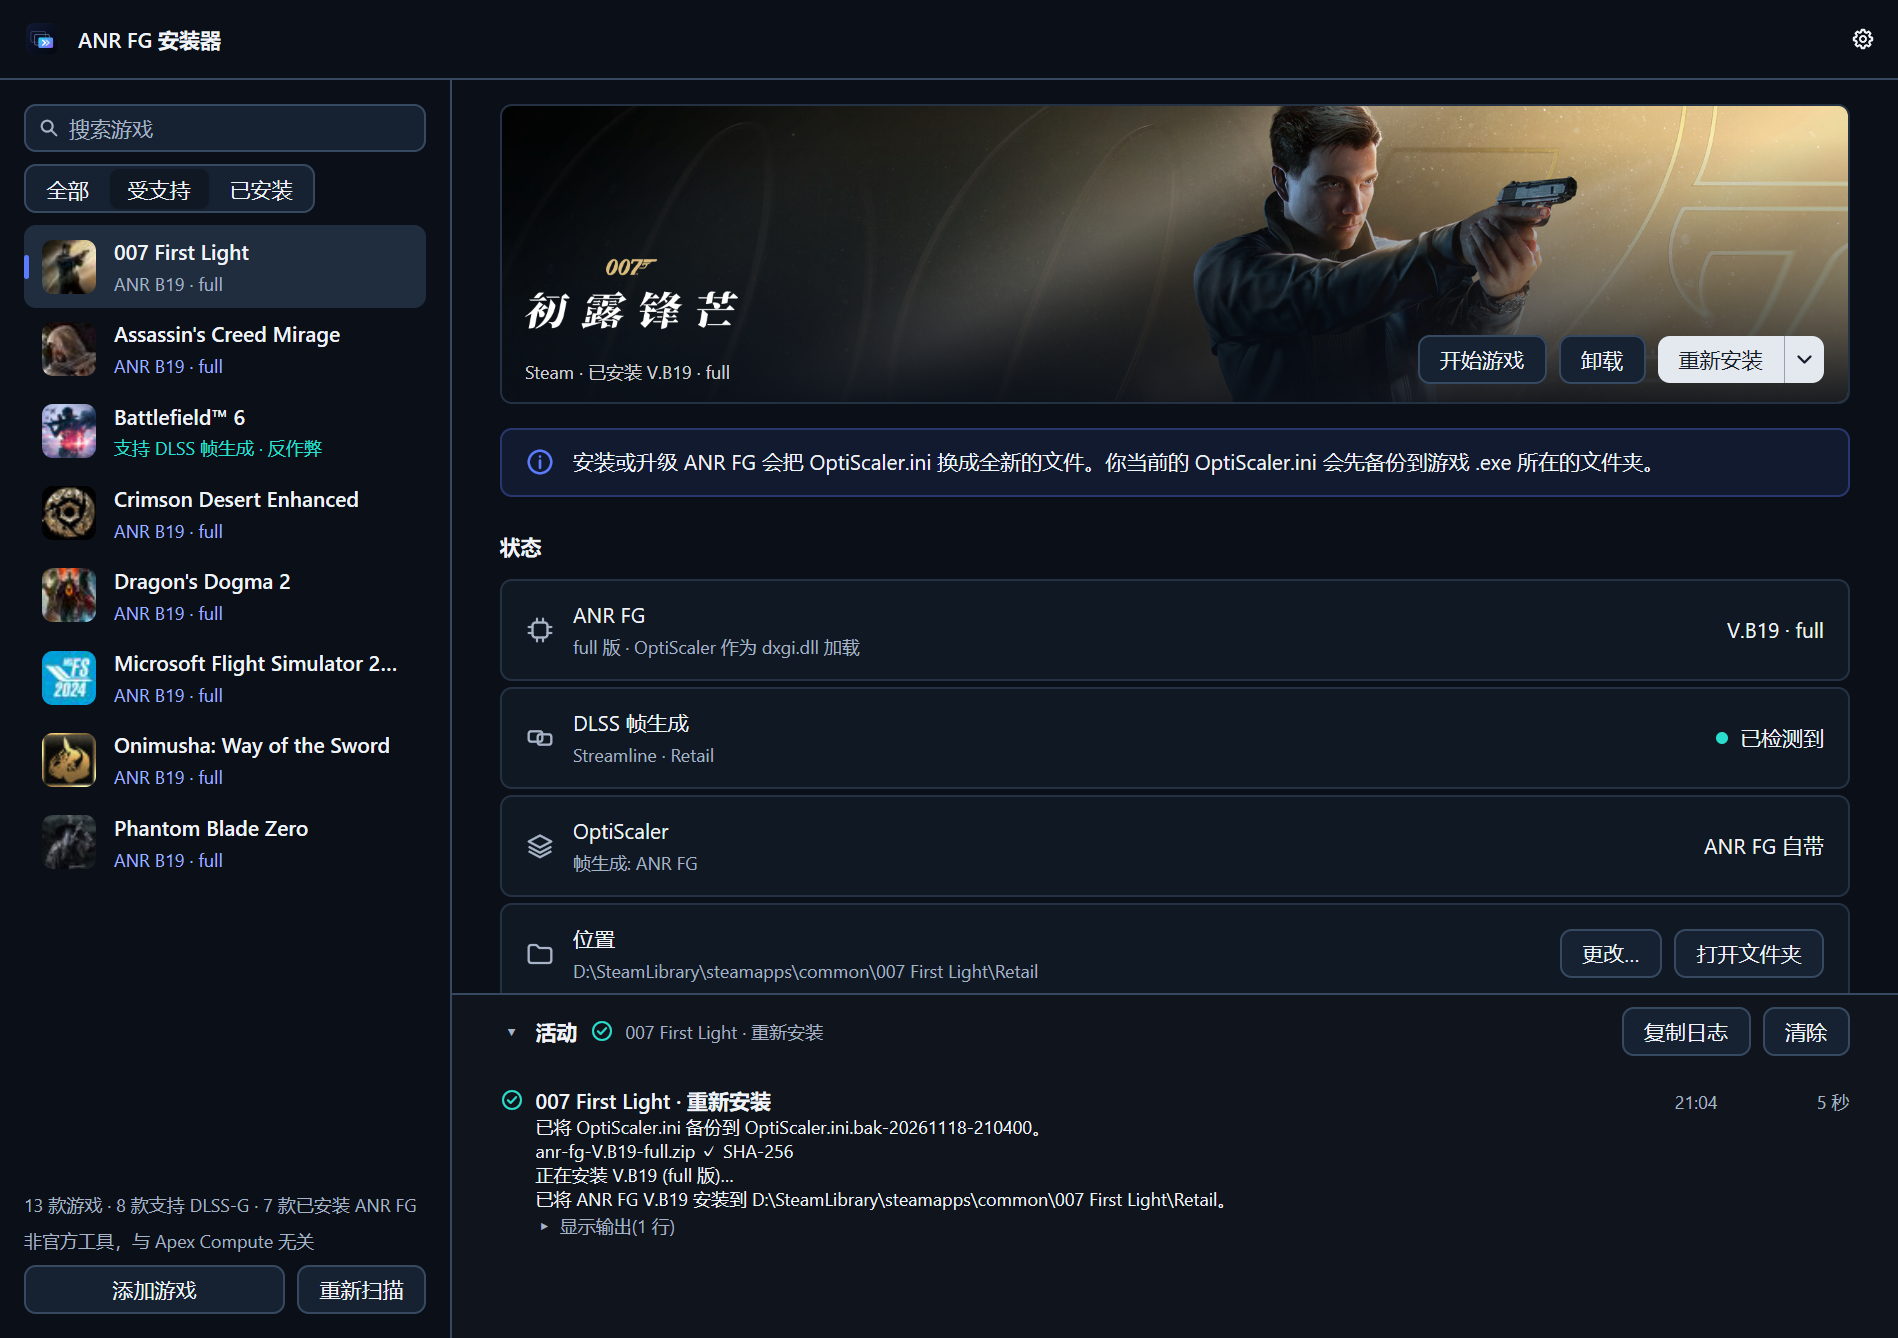 ANR FG 安装器
搜索游戏
全部
受支持
已安装
007 First Light
ANR B19 · full
Assassin's Creed Mirage
ANR B19 · full
Battlefield™ 6
支持 DLSS 帧生成 · 反作弊
Crimson Desert Enhanced
ANR B19 · full
Dragon's Dogma 2
ANR B19 · full
FS
2024
Microsoft Flight Simulator 2...
ANR B19 · full
Onimusha: Way of the Sword
ANR B19 · full
Phantom Blade Zero
ANR B19 · full
13 款游戏 · 8 款支持 DLSS-G · 7 款已安装 ANR FG
非官方工具，与 Apex Compute 无关
添加游戏
重新扫描
007
初露锋芒
Steam · 已安装 V.B19 · full
开始游戏
卸载
重新安装
安装或升级 ANR FG 会把 OptiScaler.ini 换成全新的文件。你当前的 OptiScaler.ini 会先备份到游戏 .exe 所在的文件夹。
状态
ANR FG
full 版 · OptiScaler 作为 dxgi.dll 加载
V.B19 · full
DLSS 帧生成
Streamline · Retail
已检测到
OptiScaler
帧生成: ANR FG
ANR FG 自带
位置
D:\SteamLibrary\steamapps\common\007 First Light\Retail
更改...
打开文件夹
活动
007 First Light · 重新安装
复制日志
清除
007 First Light · 重新安装
21:04
5 秒
已将 OptiScaler.ini 备份到 OptiScaler.ini.bak-20261118-210400。
anr-fg-V.B19-full.zip ✓ SHA-256
正在安装 V.B19 (full 版)...
已将 ANR FG V.B19 安装到 D:\SteamLibrary\steamapps\common\007 First Light\Retail。
显示输出(1 行)